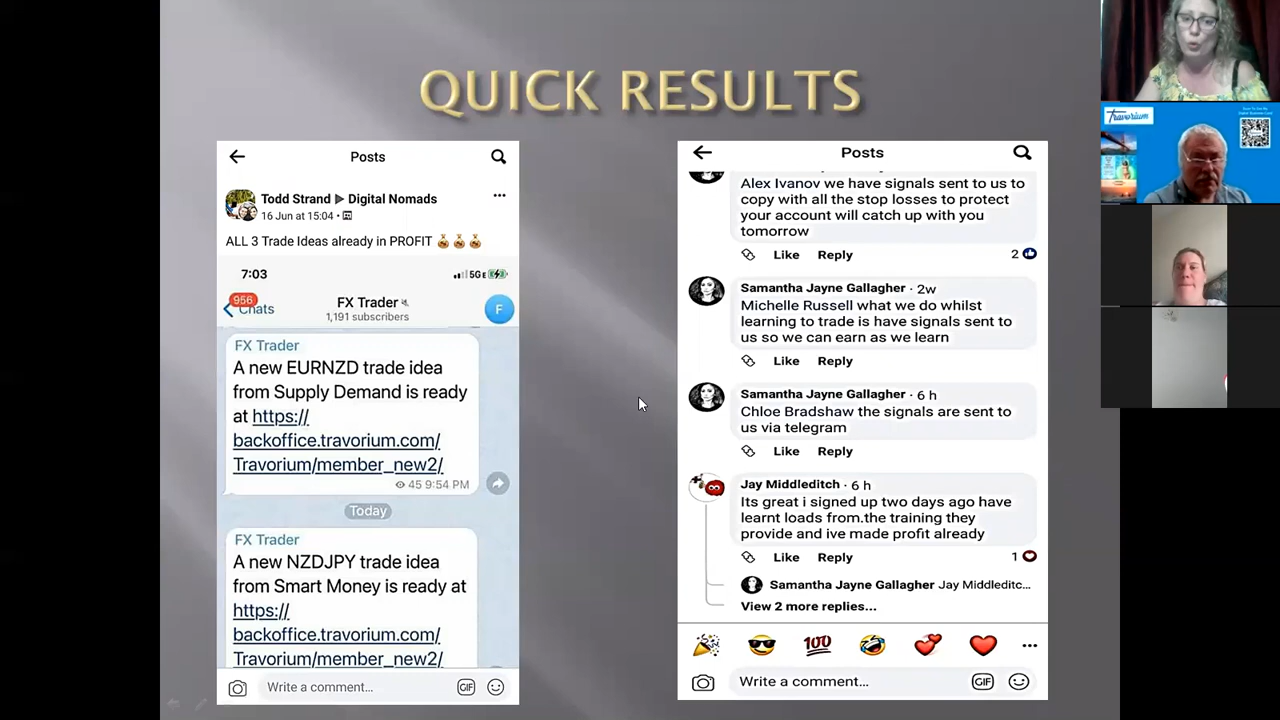 QUICK RESULTS
Posts
Todd Strand ▶ Digital Nomads
16 Jun at 15:04 •
ALL 3 Trade Ideas already in PROFIT 💰💰💰
7:03
5GE
956
Chats
FX Trader
1,191 subscribers
F
FX Trader
A new EURNZD trade idea
from Supply Demand is ready
at https://
backoffice.travorium.com/
Travorium/member_new2/
45 9:54 PM
Today
FX Trader
A new NZDJPY trade idea
from Smart Money is ready at
https://
backoffice.travorium.com/
Travorium/member_new2/
Write a comment...
GIF
Posts
Alex Ivanov we have signals sent to us to
copy with all the stop losses to protect
your account will catch up with you
tomorrow
Like Reply
2
Samantha Jayne Gallagher · 2w
Michelle Russell what we do whilst
learning to trade is have signals sent to
us so we can earn as we learn
Like Reply
Samantha Jayne Gallagher · 6 h
Chloe Bradshaw the signals are sent to
us via telegram
Like Reply
Jay Middleditch · 6 h
Its great i signed up two days ago have
learnt loads from.the training they
provide and ive made profit already
Like Reply
1
Samantha Jayne Gallagher Jay Middleditc...
View 2 more replies...
🎉 😎 💯 🤣 💕 ❤️ ...
Write a comment...
GIF
Travorium